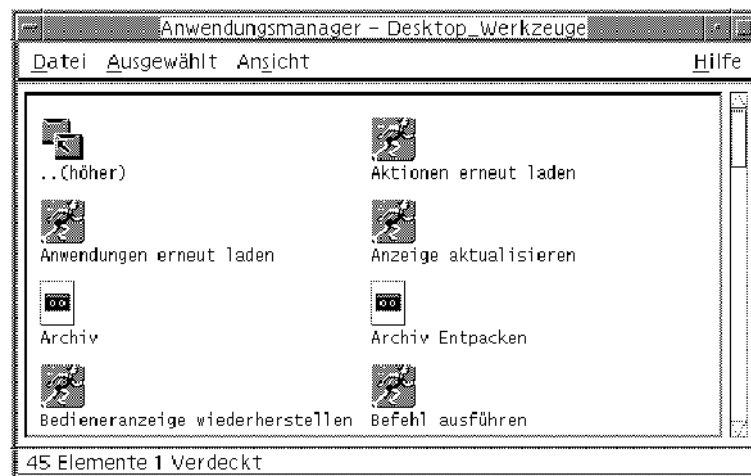 Anwendungsmanager – Desktop_Werkzeuge
Datei Ausgewählt Ansicht Hilfe
..(höher) Aktionen erneut laden
Anwendungen erneut laden Anzeige aktualisieren
Archiv Archiv Entpacken
Bedieneranzeige wiederherstellen Befehl ausführen
45 Elemente 1 Verdeckt